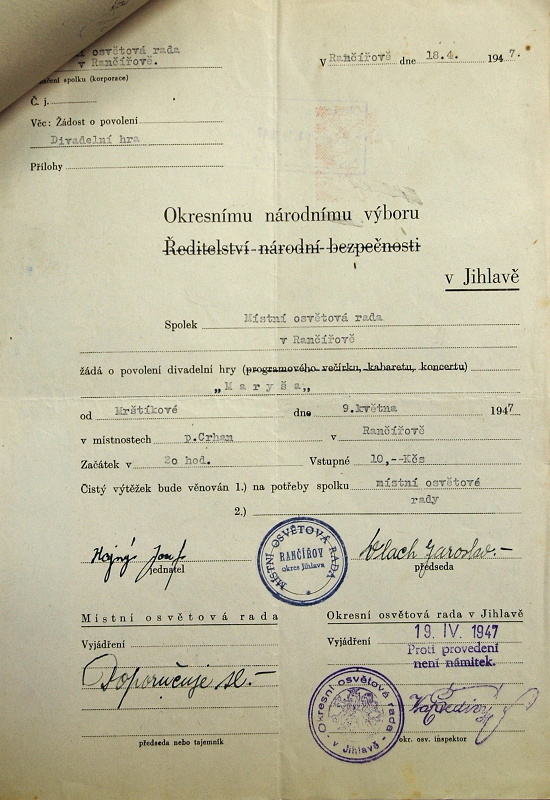 osvětová rada
v Rančířově.
(korporace)
V Rančířově dne 18.4. 1947.
Č. j.
Věc: Žádost o povolení
Divadelní hra
Přílohy
Okresnímu národnímu výboru
Ředitelství národní bezpečnosti
v Jihlavě
Spolek Místní osvětová rada
v Rančířově
žádá o povolení divadelní hry (programového večírku, kabaretu, koncertu)
„Maryša„
od Mrštíkové dne 9.května 1947
v místnostech p.Crhan v Rančířově
Začátek v 2o hod. Vstupné 10,--Kčs
Čistý výtěžek bude věnován 1.) na potřeby spolku místní osvětové
rady
2.)
Hojný Josef
jednatel
MÍSTNÍ OSVĚTOVÁ RADA
RANČÍŘOV
okres Jihlava
Vlach Jaroslav.-
předseda
Místní osvětová rada
Vyjádření
Doporučuje se.-
předseda nebo tajemník
Okresní osvětová rada v Jihlavě
Vyjádření
19. IV. 1947
Proti provedení
není námitek.
Okresní osvětová rada
v Jihlavě
okr. osv. inspektor